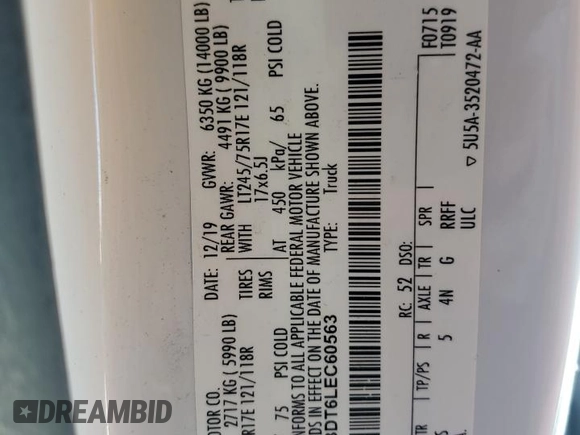 OTOR CO.
DATE: 12/19 GVWR: 6350 KG (14000 LB)
2717 KG ( 5990 LB) REAR GAWR: 4491 KG ( 9900 LB)
R17E 121/118R TIRES WITH LT245/75R17E 121/118R
RIMS 17x6.5J
75 PSI COLD AT 450 kPa/ 65 PSI COLD
NFORMS TO ALL APPLICABLE FEDERAL MOTOR VEHICLE
DS IN EFFECT ON THE DATE OF MANUFACTURE SHOWN ABOVE.
DT6LEC60563 TYPE: Truck
F0715
T0919
RC: 52 DSO:
TR TP/PS R AXLE TR SPR
5 4N G RRFF
ULC
▽ 5U5A-3520472-AA
DREAM BID CARS